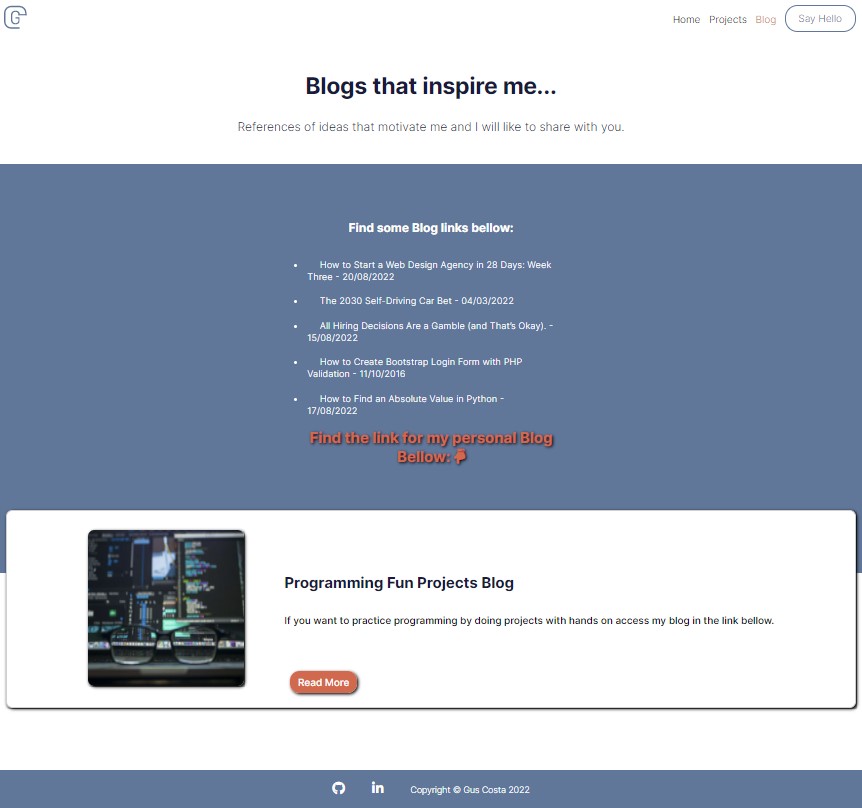 G
Home Projects Blog Say Hello
Blogs that inspire me...
References of ideas that motivate me and I will like to share with you.
Find some Blog links bellow:
• How to Start a Web Design Agency in 28 Days: Week
Three - 20/08/2022
• The 2030 Self-Driving Car Bet - 04/03/2022
• All Hiring Decisions Are a Gamble (and That's Okay). -
15/08/2022
• How to Create Bootstrap Login Form with PHP
Validation - 11/10/2016
• How to Find an Absolute Value in Python -
17/08/2022
Find the link for my personal Blog
Bellow:
Programming Fun Projects Blog
If you want to practice programming by doing projects with hands on access my blog in the link bellow.
Read More
in Copyright © Gus Costa 2022